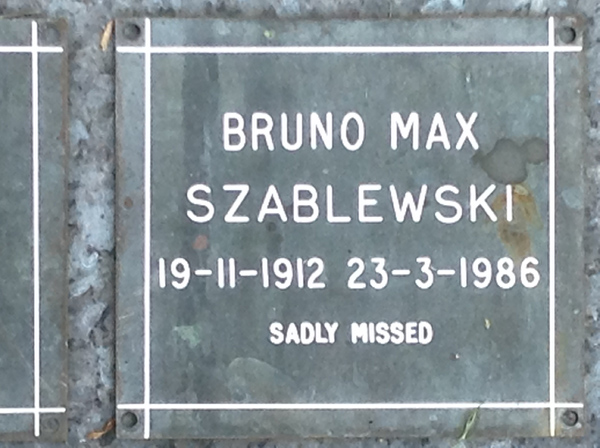 BRUNO MAX
SZABLEWSKI
19-11-1912 23-3-1986
SADLY MISSED